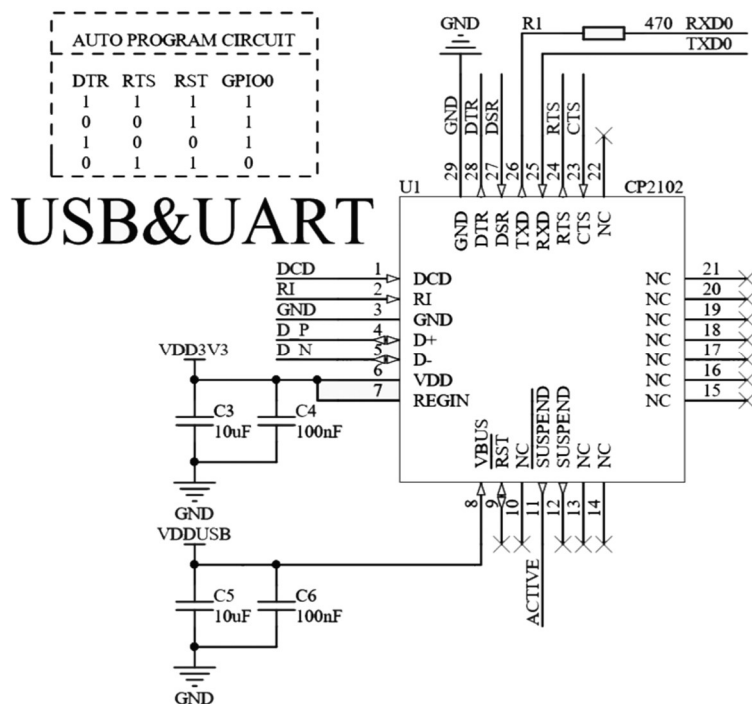 AUTO PROGRAM CIRCUIT
DTR RTS RST GPIO0
1 1 1 1
0 0 1 1
1 0 0 1
0 1 1 0
USB&UART
GND
R1 470 RXD0
TXD0
GND DTR DSR RTS CTS
29 28 27 26 25 24 23 22
U1 CP2102
GND DTR DSR TXD RXD RTS CTS NC
DCD 1 DCD
RI 2 RI
GND 3 GND
D_P 4 D+
D_N 5 D-
6 VDD
7 REGIN
NC 21
NC 20
NC 19
NC 18
NC 17
NC 16
NC 15
VDD3V3
C3 10uF
C4 100nF
GND
VBUS RST NC SUSPEND SUSPEND NC NC
8 9 10 11 12 13 14
ACTIVE
VDDUSB
C5 10uF
C6 100nF
GND